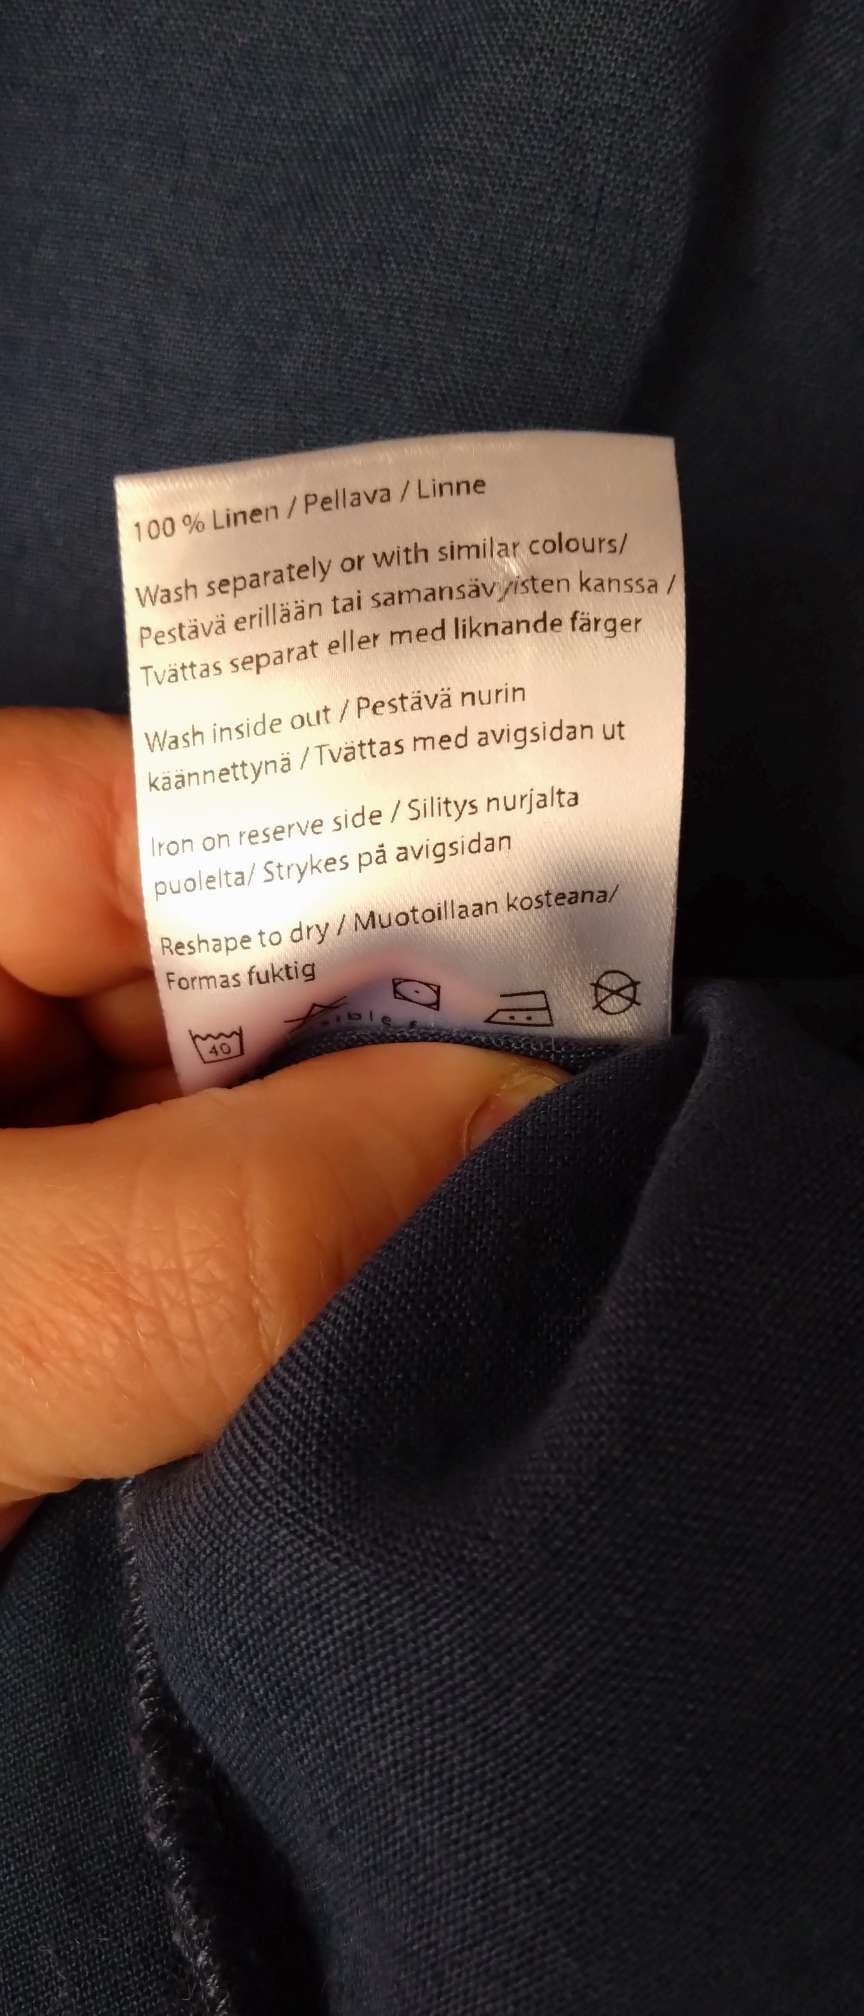 100 % Linen / Pellava / Linne
Wash separately or with similar colours/
Pestävä erillään tai samansävyisten kanssa /
Tvättas separat eller med liknande färger
Wash inside out / Pestävä nurin
käännettynä / Tvättas med avigsidan ut
Iron on reserve side / Silitys nurjalta
puolelta/ Strykes på avigsidan
Reshape to dry / Muotoillaan kosteana/
Formas fuktig
40